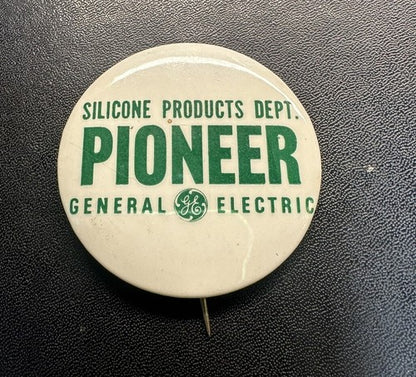 SILICONE PRODUCTS DEPT.
PIONEER
GENERAL GE ELECTRIC